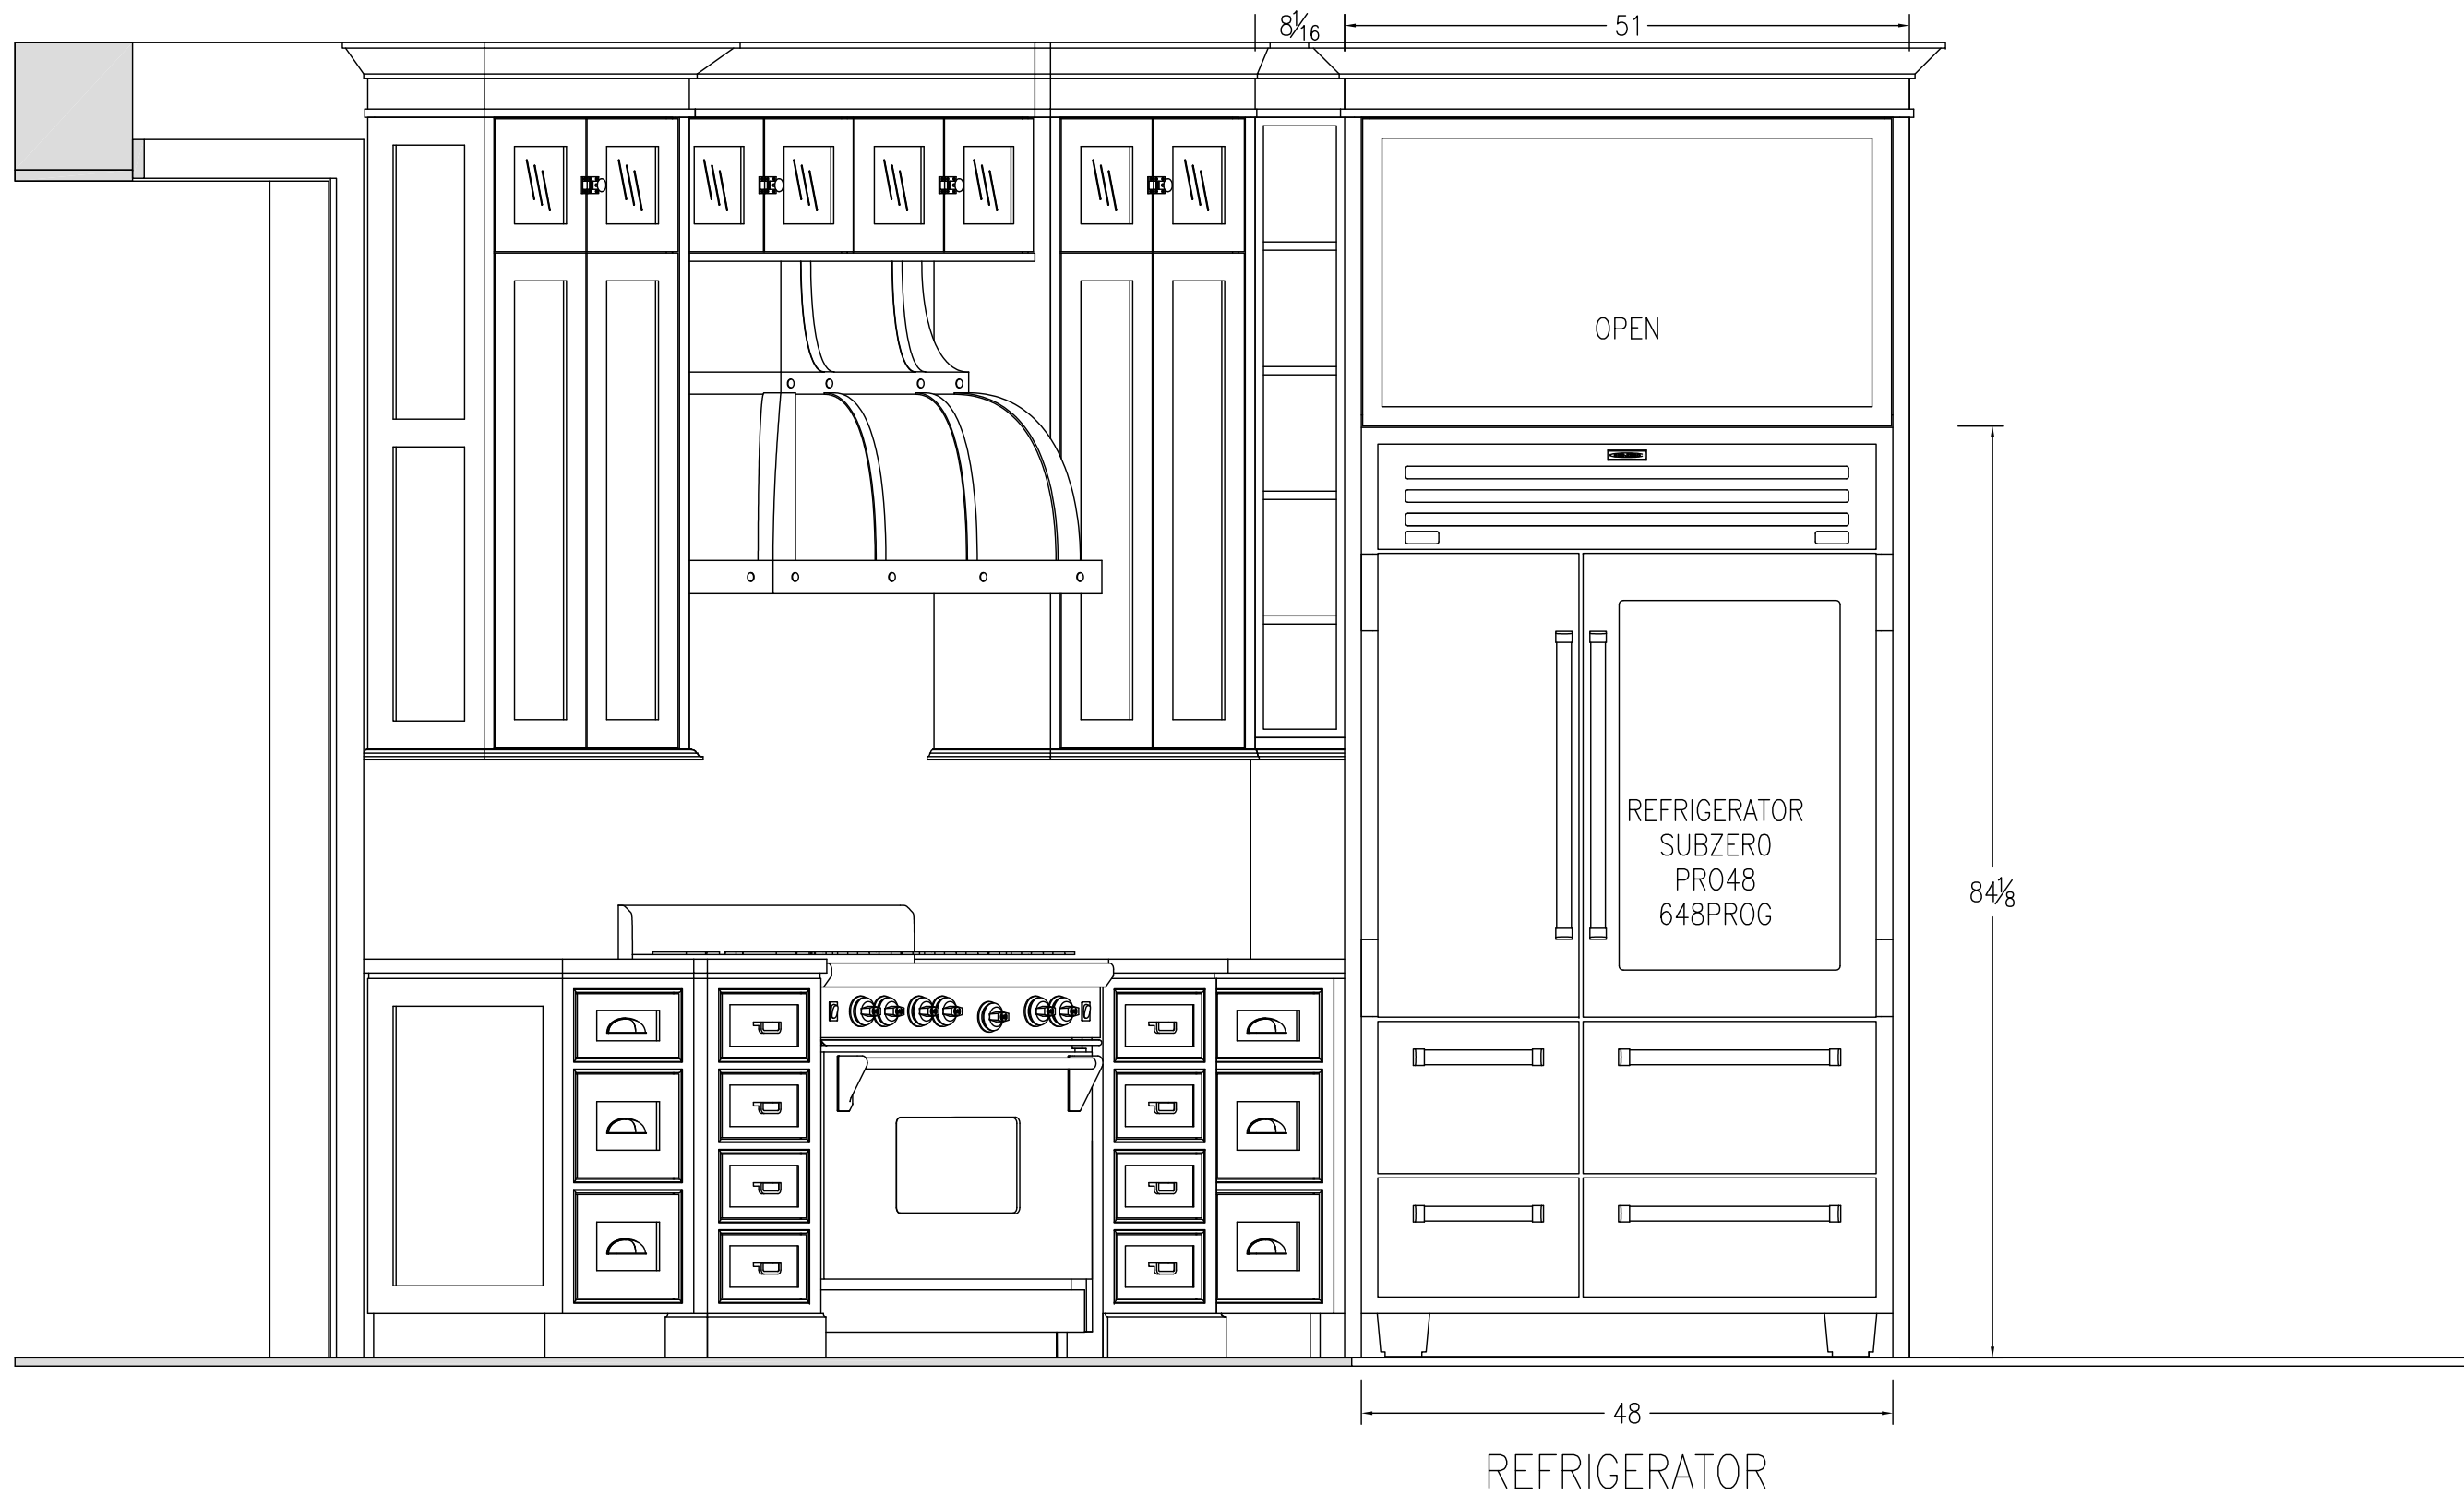 8 1/16
51
OPEN
REFRIGERATOR
SUBZERO
PRO48
648PROG
84 1/8
48
REFRIGERATOR